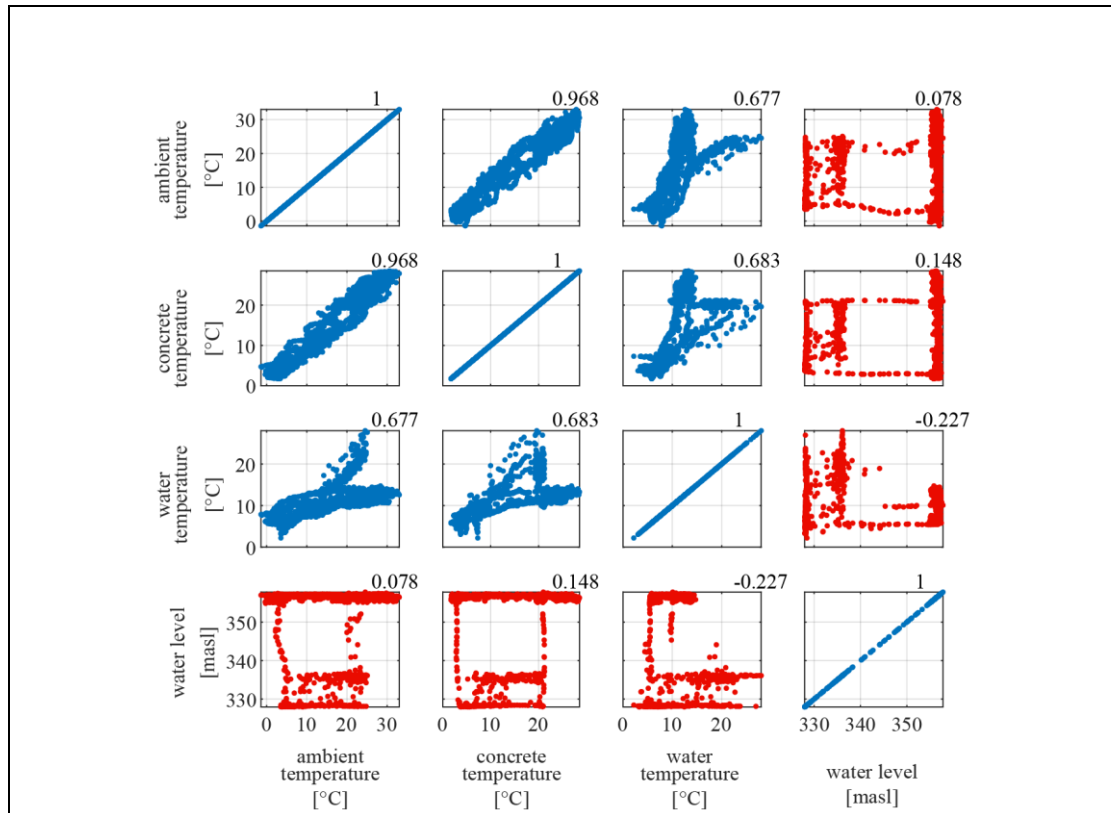 1 0.968 0.677 0.078
30
20
10
0
ambient
temperature
[°C]
0.968 1 0.683 0.148
20
10
0
concrete
temperature
[°C]
0.677 0.683 1 -0.227
20
10
0
water
temperature
[°C]
0.078 0.148 -0.227 1
350
340
330
water level
[masl]
0 10 20 30 10 20 0 10 20 330 340 350
ambient
temperature
[°C]
concrete
temperature
[°C]
water
temperature
[°C]
water level
[masl]